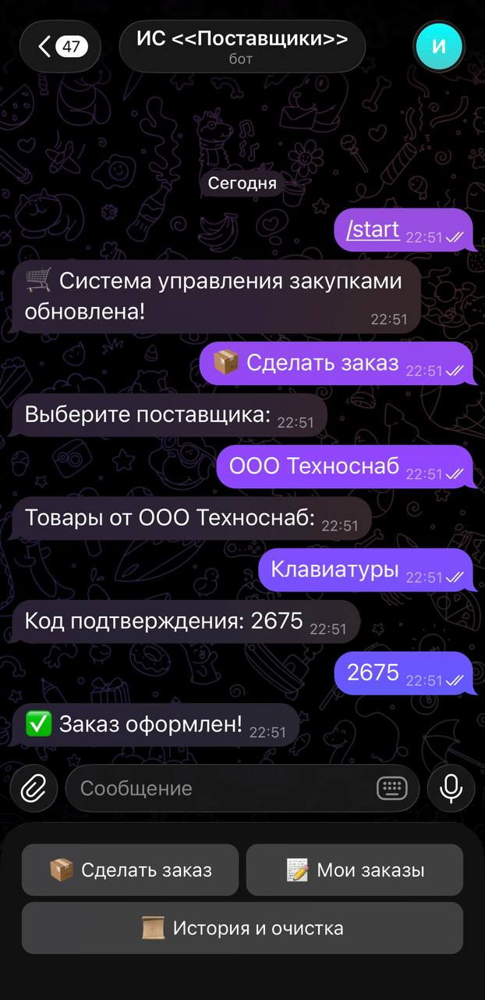 47
ИС <<Поставщики>>
бот
И
Сегодня
/start 22:51
🛒 Система управления закупками
обновлена! 22:51
📦 Сделать заказ 22:51
Выберите поставщика: 22:51
ООО Техноснаб 22:51
Товары от ООО Техноснаб: 22:51
Клавиатуры 22:51
Код подтверждения: 2675 22:51
2675 22:51
✅ Заказ оформлен! 22:51
Сообщение
📦 Сделать заказ
📝 Мои заказы
📜 История и очистка